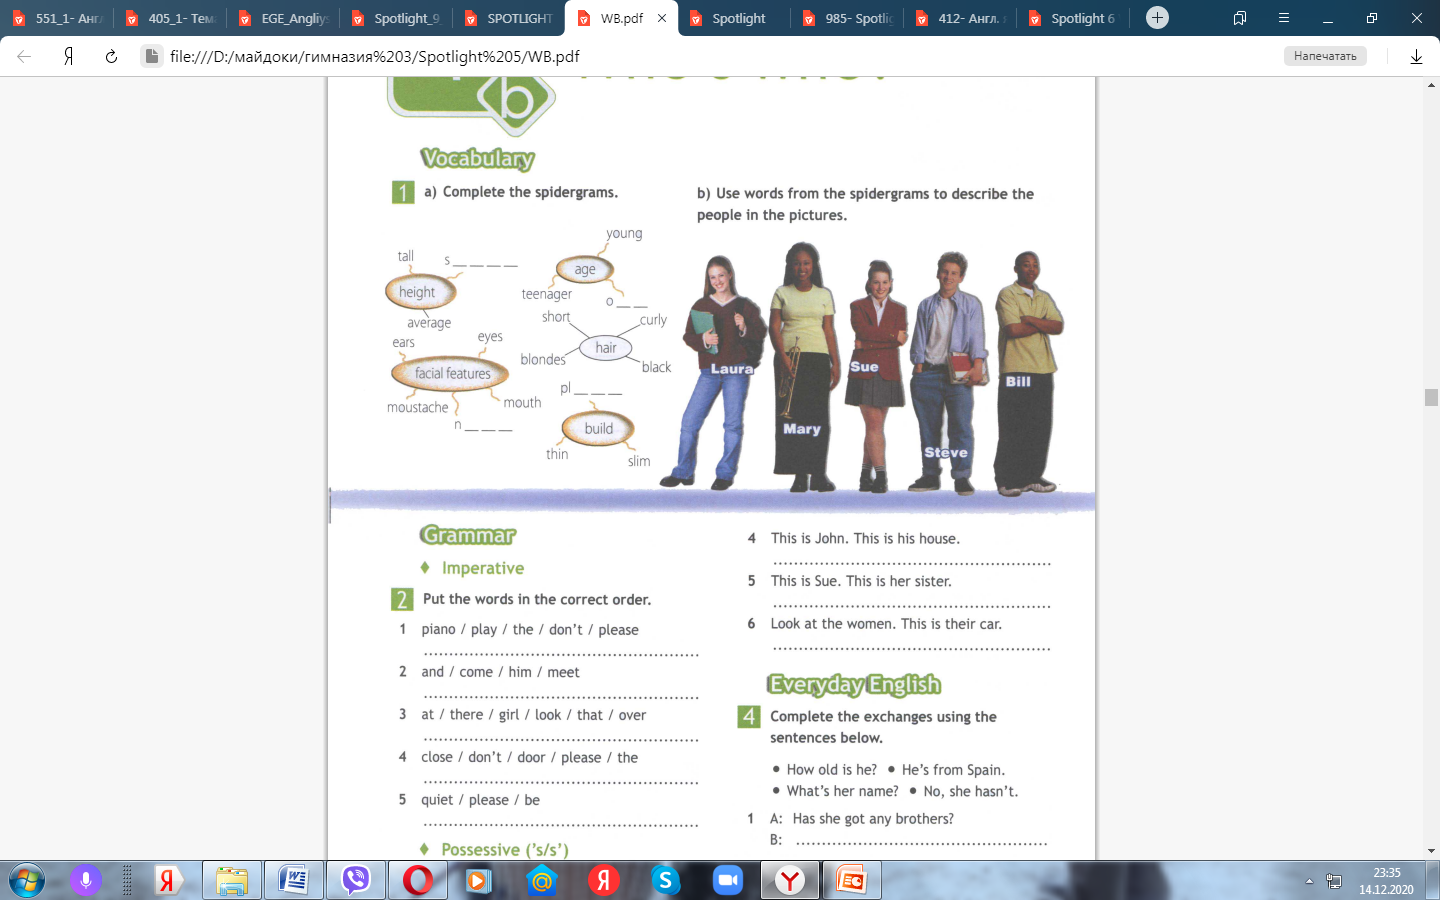 551_1- Англ
405_1- Тема
EGE_Angliys
Spotlight_9_
SPOTLIGHT
WB.pdf
Spotlight
985- Spotlig
412- Англ. я
Spotlight 6
file:///D:/майдоки/гимназия%203/Spotlight%205/WB.pdf
Напечатать
b
Vocabulary
1 a) Complete the spidergrams.
young
tall
s _ _ _ _
age
height
teenager
o _ _
average
short
curly
ears
eyes
hair
blondes
black
facial features
pl _ _ _
moustache
mouth
n _ _ _
build
thin
slim
b) Use words from the spidergrams to describe the
people in the pictures.
Laura
Sue
Bill
Mary
Steve
Grammar
♦ Imperative
2 Put the words in the correct order.
1 piano / play / the / don't / please
2 and / come / him / meet
3 at / there / girl / look / that / over
4 close / don't / door / please / the
5 quiet / please / be
♦ Possessive ('s/s')
4 This is John. This is his house.
5 This is Sue. This is her sister.
6 Look at the women. This is their car.
Everyday English
4 Complete the exchanges using the
sentences below.
• How old is he? • He's from Spain.
• What's her name? • No, she hasn't.
1 A: Has she got any brothers?
B:
23:35
14.12.2020